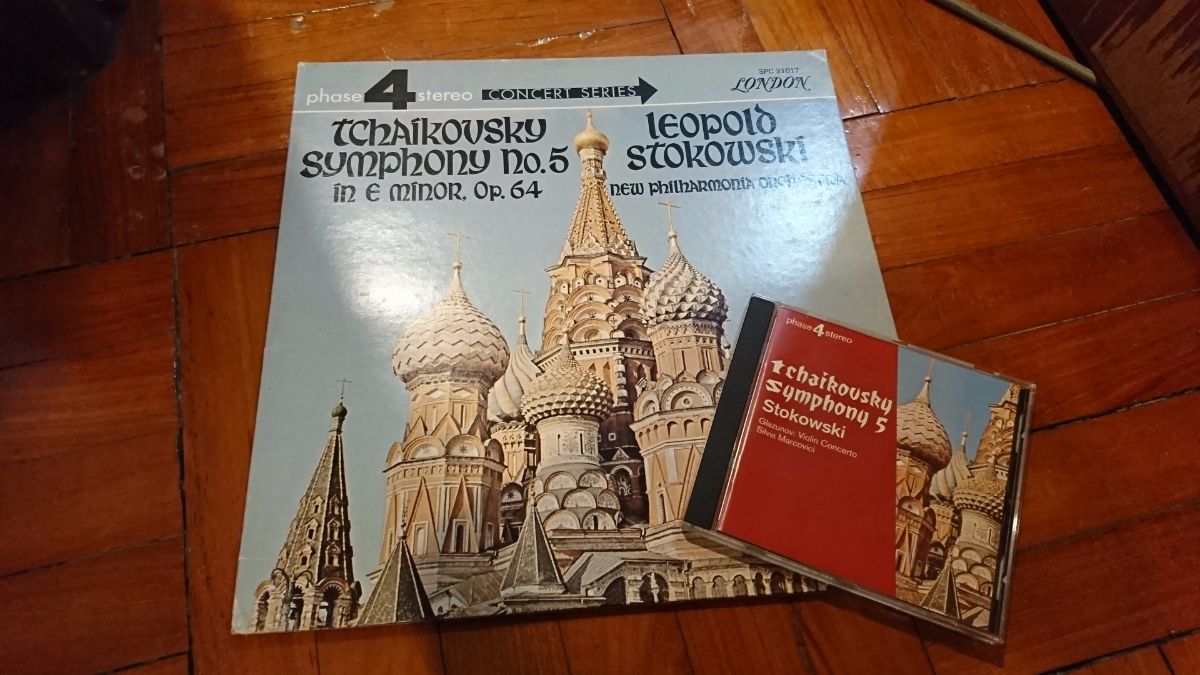 phase 4 stereo CONCERT SERIES
SPC 21017
LONDON
tchaikovsky
symphony no. 5
in e minor, op. 64
leopold
stokowski
new philharmonia orchestra
phase 4 stereo
tchaikovsky
symphony 5
Stokowski
Glazunov: Violin Concerto
Silvia Marcovici